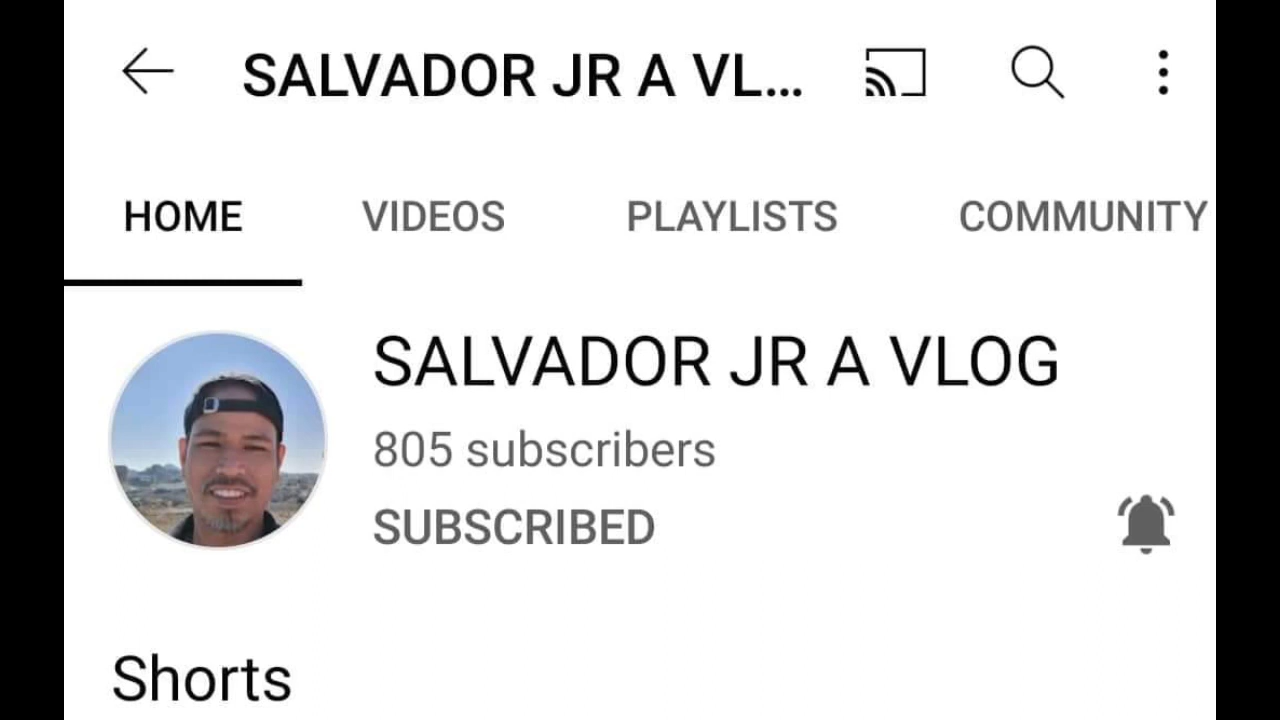 SALVADOR JR A VL...
HOME VIDEOS PLAYLISTS COMMUNITY
SALVADOR JR A VLOG
805 subscribers
SUBSCRIBED
Shorts